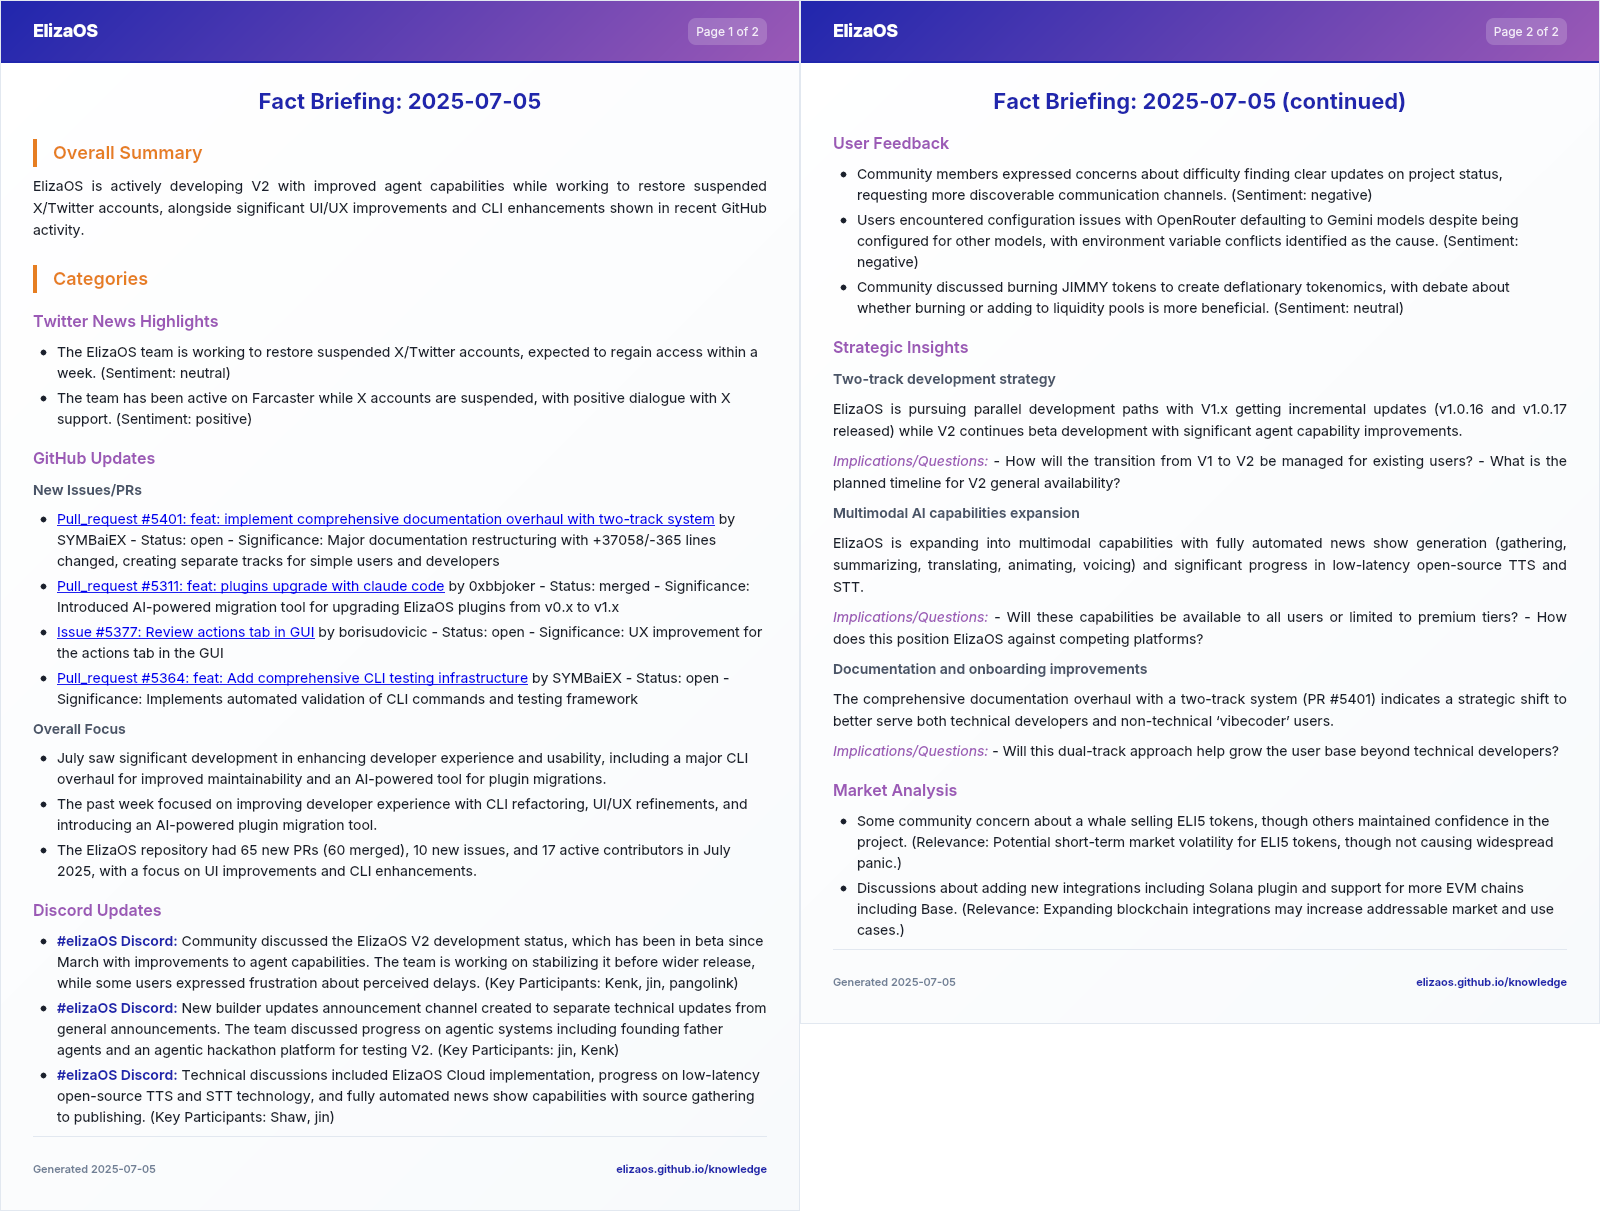 ElizaOS
Page 1 of 2
Fact Briefing: 2025-07-05
Overall Summary
ElizaOS is actively developing V2 with improved agent capabilities while working to restore suspended
X/Twitter accounts, alongside significant UI/UX improvements and CLI enhancements shown in recent GitHub
activity.
Categories
Twitter News Highlights
• The ElizaOS team is working to restore suspended X/Twitter accounts, expected to regain access within a
week. (Sentiment: neutral)
• The team has been active on Farcaster while X accounts are suspended, with positive dialogue with X
support. (Sentiment: positive)
GitHub Updates
New Issues/PRs
• Pull_request #5401: feat: implement comprehensive documentation overhaul with two-track system by
SYMBaiEX - Status: open - Significance: Major documentation restructuring with +37058/-365 lines
changed, creating separate tracks for simple users and developers
• Pull_request #5311: feat: plugins upgrade with claude code by 0xbbjoker - Status: merged - Significance:
Introduced AI-powered migration tool for upgrading ElizaOS plugins from v0.x to v1.x
• Issue #5377: Review actions tab in GUI by borisudovicic - Status: open - Significance: UX improvement for
the actions tab in the GUI
• Pull_request #5364: feat: Add comprehensive CLI testing infrastructure by SYMBaiEX - Status: open -
Significance: Implements automated validation of CLI commands and testing framework
Overall Focus
• July saw significant development in enhancing developer experience and usability, including a major CLI
overhaul for improved maintainability and an AI-powered tool for plugin migrations.
• The past week focused on improving developer experience with CLI refactoring, UI/UX refinements, and
introducing an AI-powered plugin migration tool.
• The ElizaOS repository had 65 new PRs (60 merged), 10 new issues, and 17 active contributors in July
2025, with a focus on UI improvements and CLI enhancements.
Discord Updates
• #elizaOS Discord: Community discussed the ElizaOS V2 development status, which has been in beta since
March with improvements to agent capabilities. The team is working on stabilizing it before wider release,
while some users expressed frustration about perceived delays. (Key Participants: Kenk, jin, pangolink)
• #elizaOS Discord: New builder updates announcement channel created to separate technical updates from
general announcements. The team discussed progress on agentic systems including founding father
agents and an agentic hackathon platform for testing V2. (Key Participants: jin, Kenk)
• #elizaOS Discord: Technical discussions included ElizaOS Cloud implementation, progress on low-latency
open-source TTS and STT technology, and fully automated news show capabilities with source gathering
to publishing. (Key Participants: Shaw, jin)
Generated 2025-07-05
elizaos.github.io/knowledge
ElizaOS
Page 2 of 2
Fact Briefing: 2025-07-05 (continued)
User Feedback
• Community members expressed concerns about difficulty finding clear updates on project status,
requesting more discoverable communication channels. (Sentiment: negative)
• Users encountered configuration issues with OpenRouter defaulting to Gemini models despite being
configured for other models, with environment variable conflicts identified as the cause. (Sentiment:
negative)
• Community discussed burning JIMMY tokens to create deflationary tokenomics, with debate about
whether burning or adding to liquidity pools is more beneficial. (Sentiment: neutral)
Strategic Insights
Two-track development strategy
ElizaOS is pursuing parallel development paths with V1.x getting incremental updates (v1.0.16 and v1.0.17
released) while V2 continues beta development with significant agent capability improvements.
Implications/Questions: - How will the transition from V1 to V2 be managed for existing users? - What is the
planned timeline for V2 general availability?
Multimodal AI capabilities expansion
ElizaOS is expanding into multimodal capabilities with fully automated news show generation (gathering,
summarizing, translating, animating, voicing) and significant progress in low-latency open-source TTS and
STT.
Implications/Questions: - Will these capabilities be available to all users or limited to premium tiers? - How
does this position ElizaOS against competing platforms?
Documentation and onboarding improvements
The comprehensive documentation overhaul with a two-track system (PR #5401) indicates a strategic shift to
better serve both technical developers and non-technical ‘vibecoder’ users.
Implications/Questions: - Will this dual-track approach help grow the user base beyond technical developers?
Market Analysis
• Some community concern about a whale selling ELI5 tokens, though others maintained confidence in the
project. (Relevance: Potential short-term market volatility for ELI5 tokens, though not causing widespread
panic.)
• Discussions about adding new integrations including Solana plugin and support for more EVM chains
including Base. (Relevance: Expanding blockchain integrations may increase addressable market and use
cases.)
Generated 2025-07-05
elizaos.github.io/knowledge